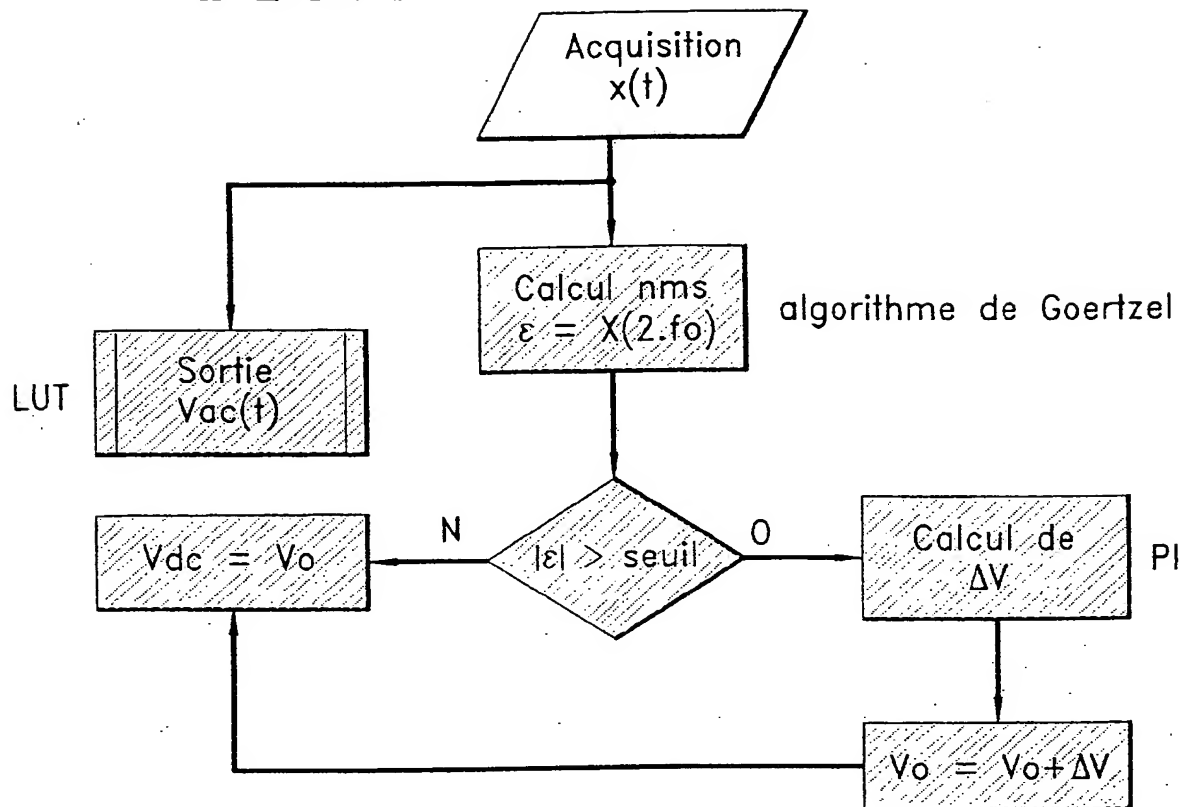 Acquisition
x(t)
Calcul nms
ε = X(2.fo)
algorithme de Goertzel
LUT
Sortie
Vac(t)
Vdc = Vo
N
|ε| > seuil
O
Calcul de
ΔV
PI
Vo = Vo+ΔV